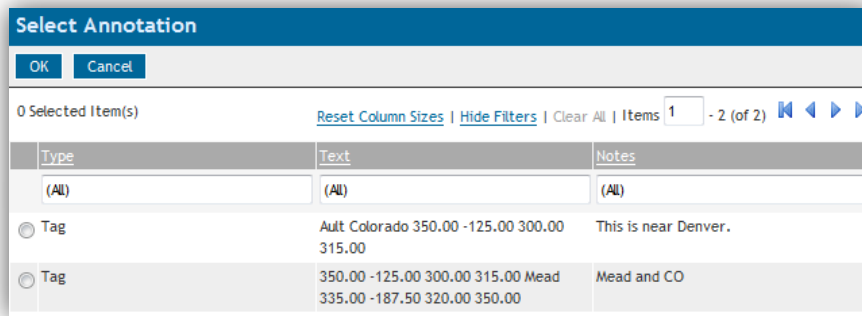 Select Annotation
OK Cancel
0 Selected Item(s) Reset Column Sizes | Hide Filters | Clear All | Items 1 - 2 (of 2)
Type Text Notes
(All) (All) (All)
Tag Ault Colorado 350.00 -125.00 300.00 This is near Denver.
315.00
Tag 350.00 -125.00 300.00 315.00 Mead Mead and CO
335.00 -187.50 320.00 350.00